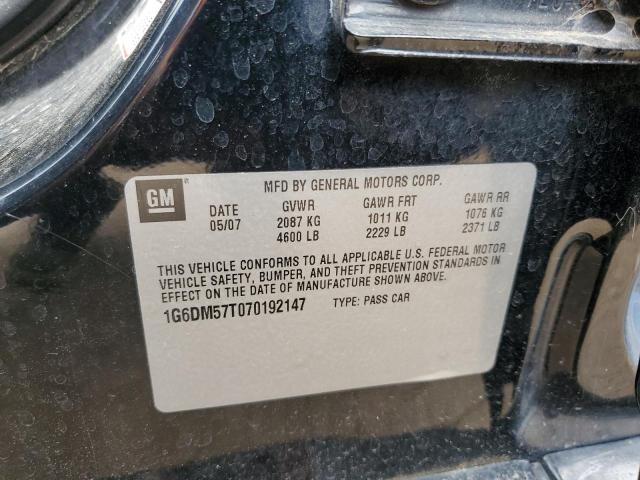 GM
MFD BY GENERAL MOTORS CORP.
DATE GVWR GAWR FRT GAWR RR
05/07 2087 KG 1011 KG 1076 KG
4600 LB 2229 LB 2371 LB
THIS VEHICLE CONFORMS TO ALL APPLICABLE U.S. FEDERAL MOTOR
VEHICLE SAFETY, BUMPER, AND THEFT PREVENTION STANDARDS IN
EFFECT ON THE DATE OF MANUFACTURE SHOWN ABOVE.
1G6DM57T070192147 TYPE: PASS CAR